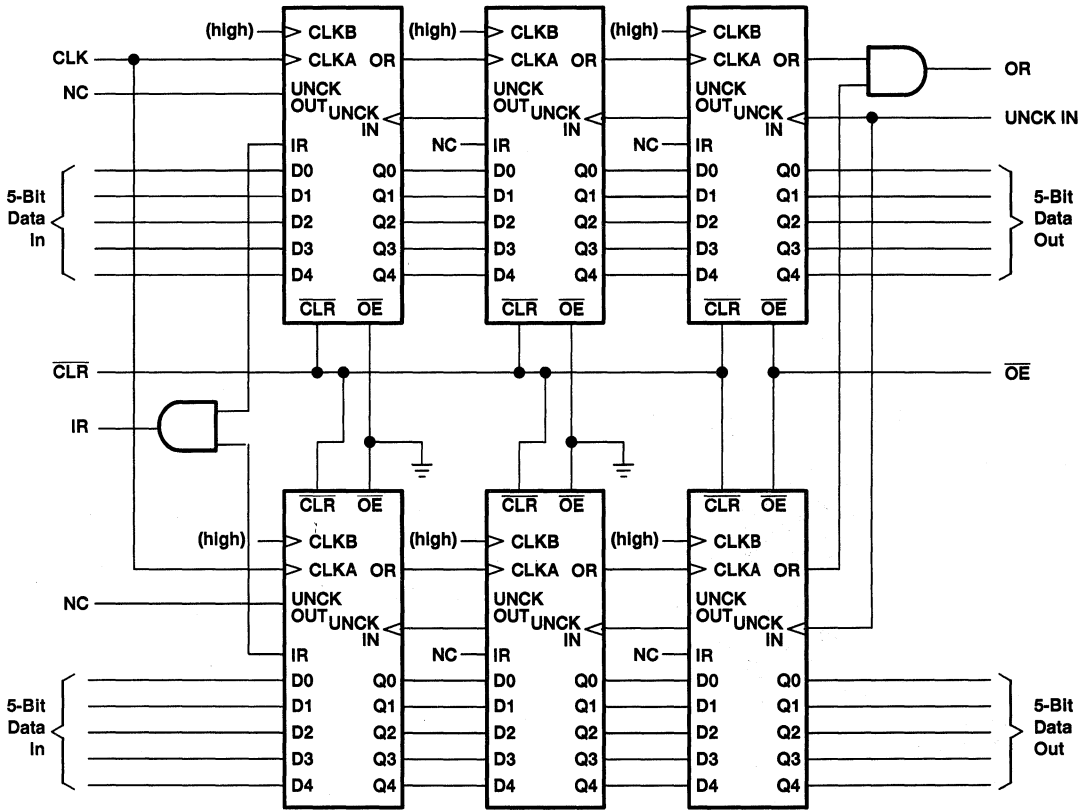 (high) CLKB (high) CLKB (high) CLKB
CLK CLKA OR CLKA OR CLKA OR OR
NC UNCK OUT UNCK OUT UNCK OUT
UNCK IN UNCK IN UNCK IN UNCK IN
IR NC IR NC IR
D0 Q0 D0 Q0 D0 Q0
D1 Q1 D1 Q1 D1 Q1
5-Bit Data In D2 Q2 D2 Q2 D2 Q2 5-Bit Data Out
D3 Q3 D3 Q3 D3 Q3
D4 Q4 D4 Q4 D4 Q4
CLR OE CLR OE CLR OE
CLR OE
IR
CLR OE CLR OE CLR OE
(high) CLKB (high) CLKB (high) CLKB
CLKA OR CLKA OR CLKA OR
NC UNCK OUT UNCK OUT UNCK OUT
UNCK IN UNCK IN UNCK IN
IR NC IR NC IR
D0 Q0 D0 Q0 D0 Q0
D1 Q1 D1 Q1 D1 Q1
5-Bit Data In D2 Q2 D2 Q2 D2 Q2 5-Bit Data Out
D3 Q3 D3 Q3 D3 Q3
D4 Q4 D4 Q4 D4 Q4